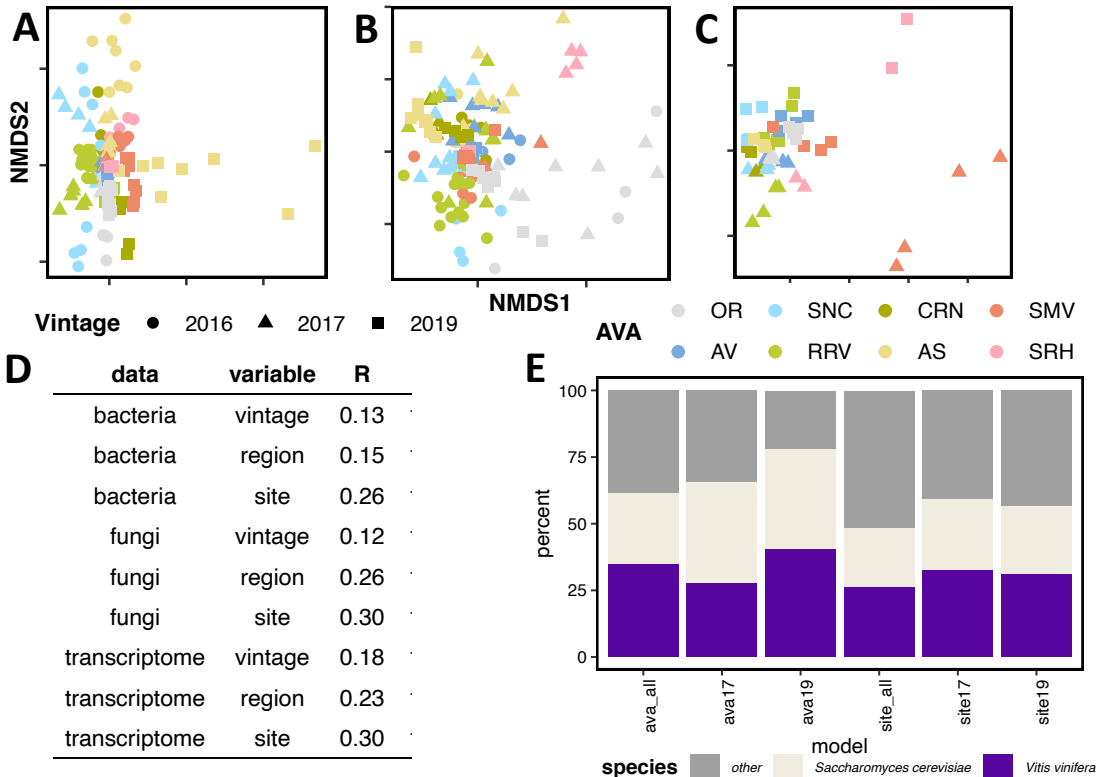 A
B
C
NMDS2
NMDS1
Vintage 2016 2017 2019
AVA
OR SNC CRN SMV
AV RRV AS SRH
D
data variable R
bacteria vintage 0.13
bacteria region 0.15
bacteria site 0.26
fungi vintage 0.12
fungi region 0.26
fungi site 0.30
transcriptome vintage 0.18
transcriptome region 0.23
transcriptome site 0.30
E
percent
100
75
50
25
0
ava_all ava17 ava19 site_all site17 site19
model
species other Saccharomyces cerevisiae Vitis vinifera